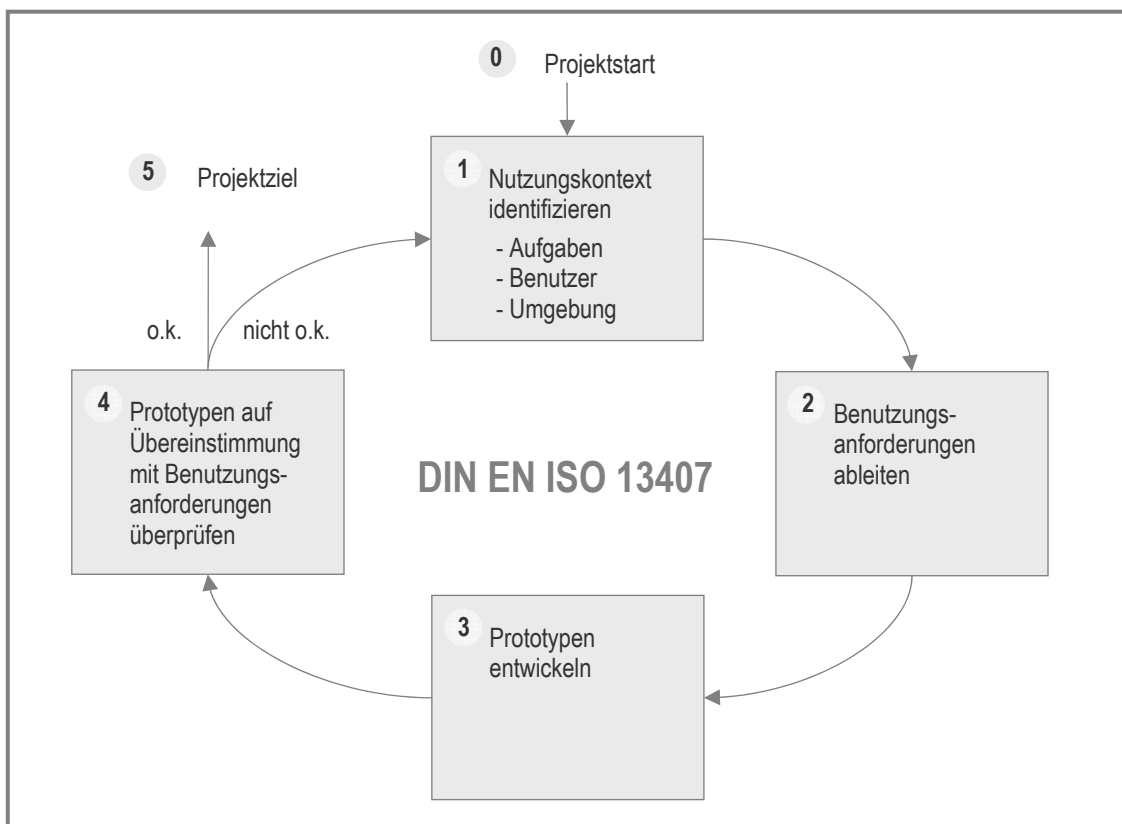 0 Projektstart
1 Nutzungskontext
identifizieren
- Aufgaben
- Benutzer
- Umgebung
5 Projektziel
o.k. nicht o.k.
4 Prototypen auf
Übereinstimmung
mit Benutzungs-
anforderungen
überprüfen
2 Benutzungs-
anforderungen
ableiten
DIN EN ISO 13407
3 Prototypen
entwickeln